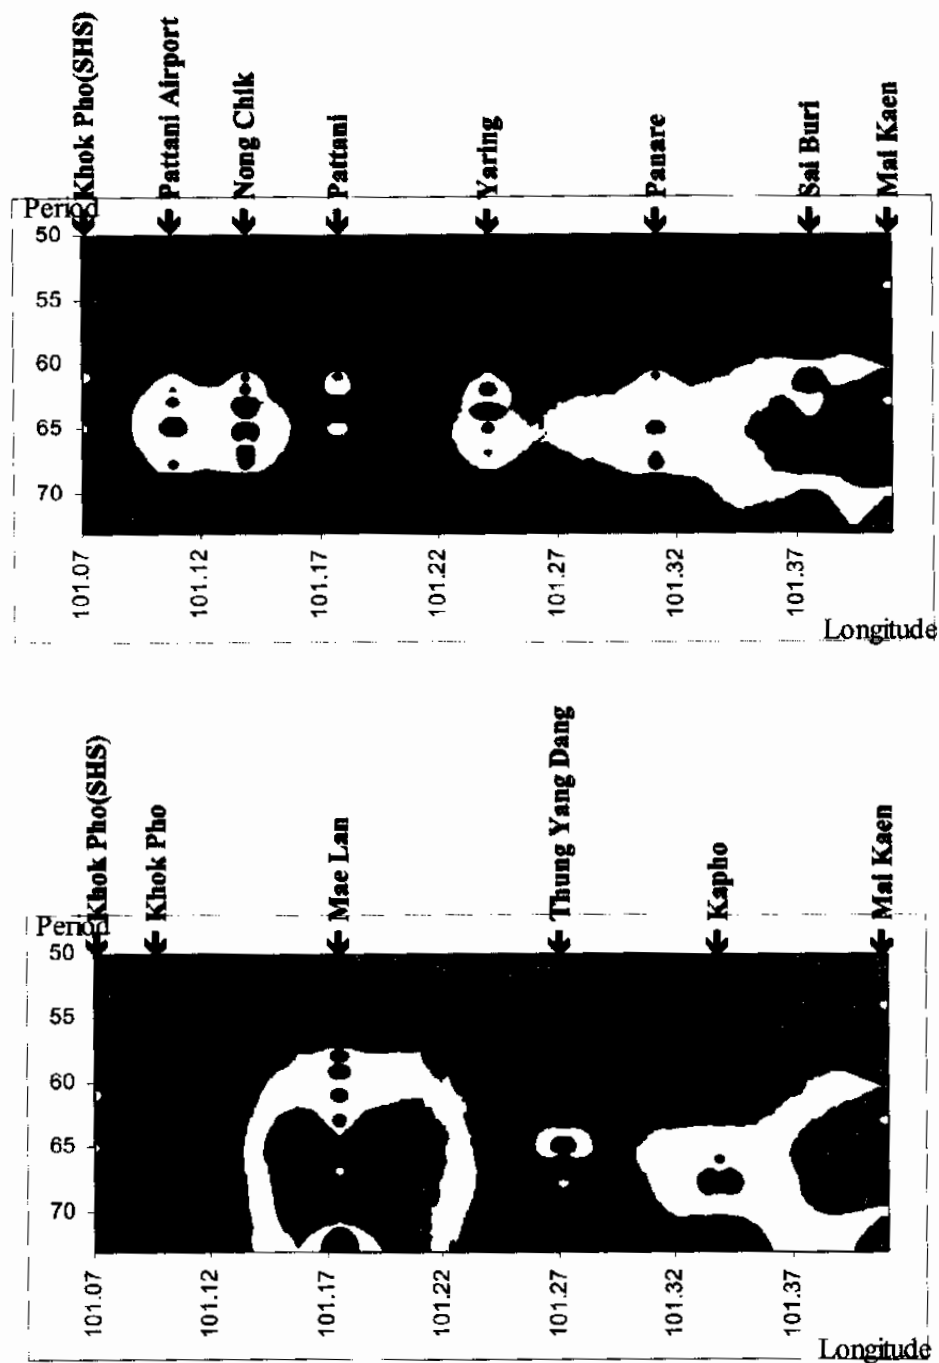 Khok Pho(SHS)
Pattani Airport
Nong Chik
Pattani
Yaring
Panare
Sai Buri
Mai Kaen
Period
50
55
60
65
70
101.07
101.12
101.17
101.22
101.27
101.32
101.37
Longitude
Khok Pho(SHS)
Khok Pho
Mae Lan
Thung Yang Dang
Kapho
Mai Kaen
Period
50
55
60
65
70
101.07
101.12
101.17
101.22
101.27
101.32
101.37
Longitude